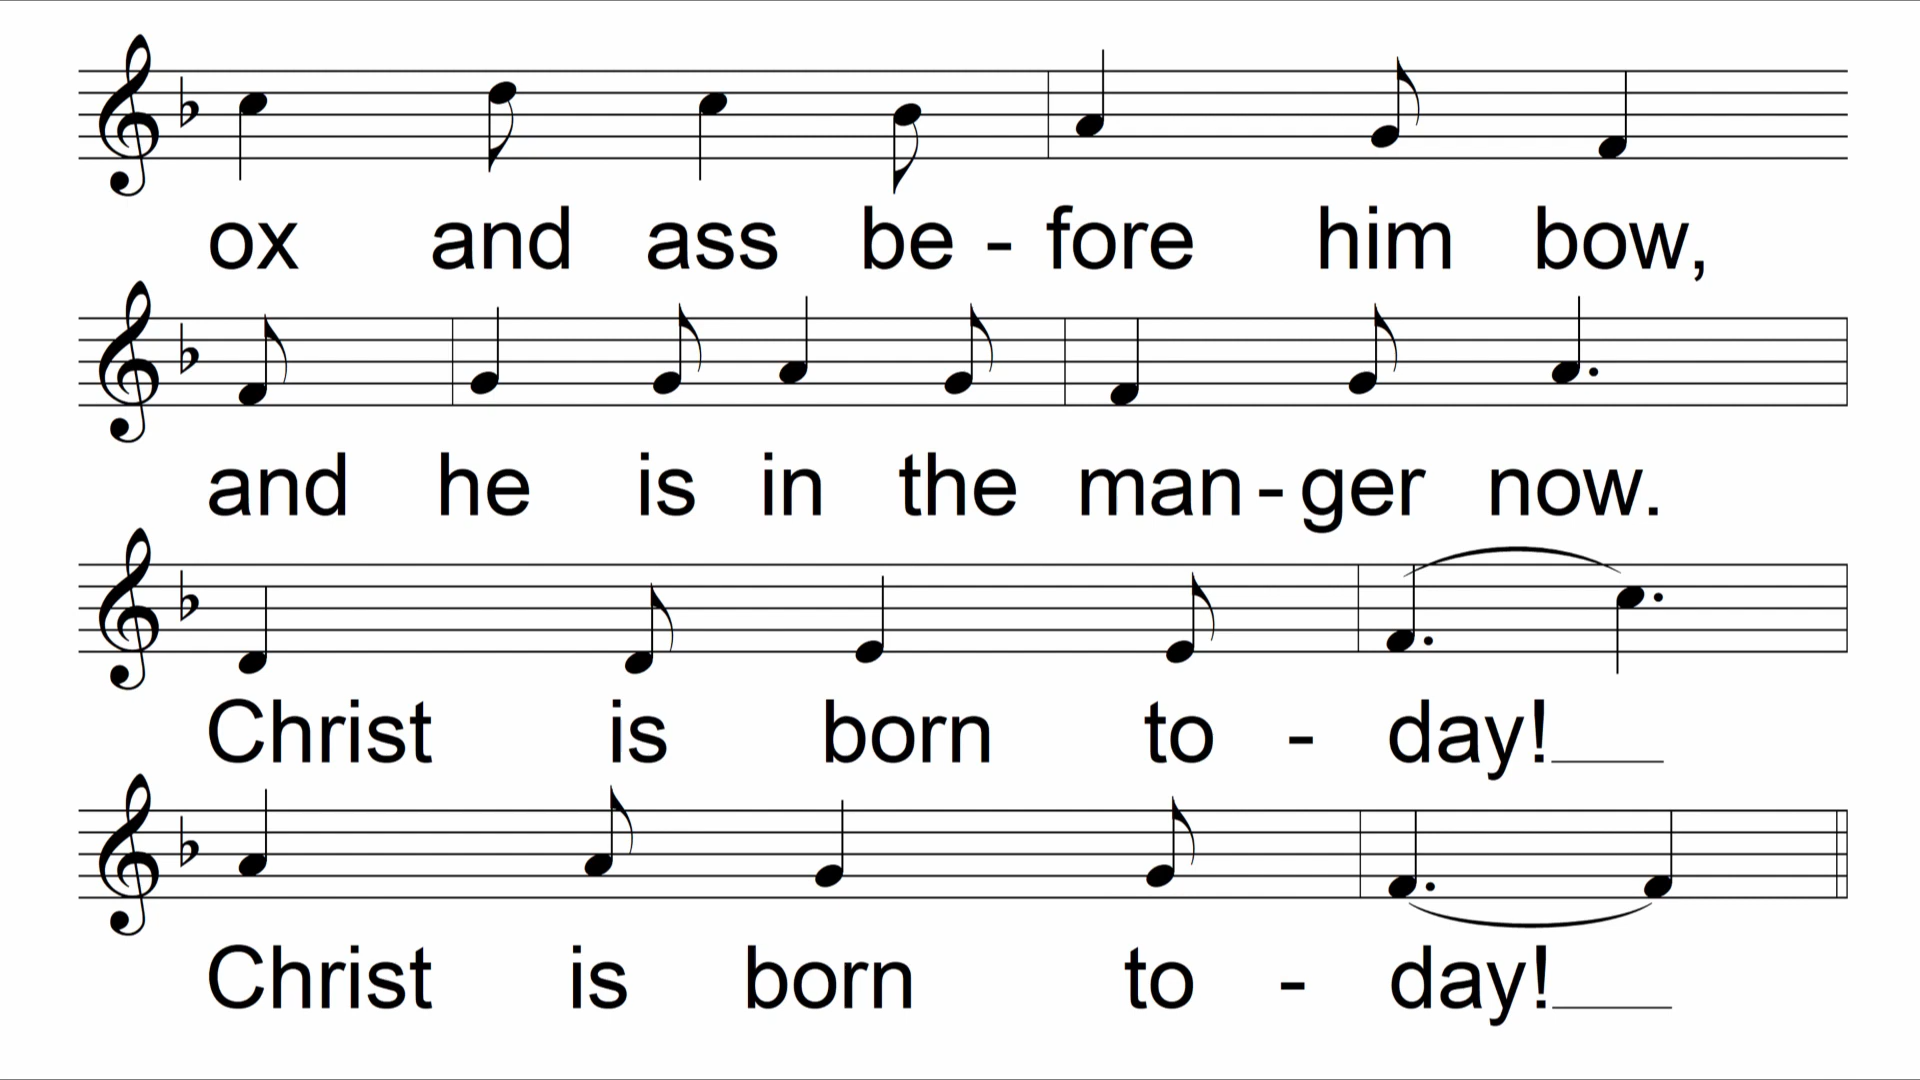 ox and ass be - fore him bow,
and he is in the man - ger now.
Christ is born to - day!
Christ is born to - day!